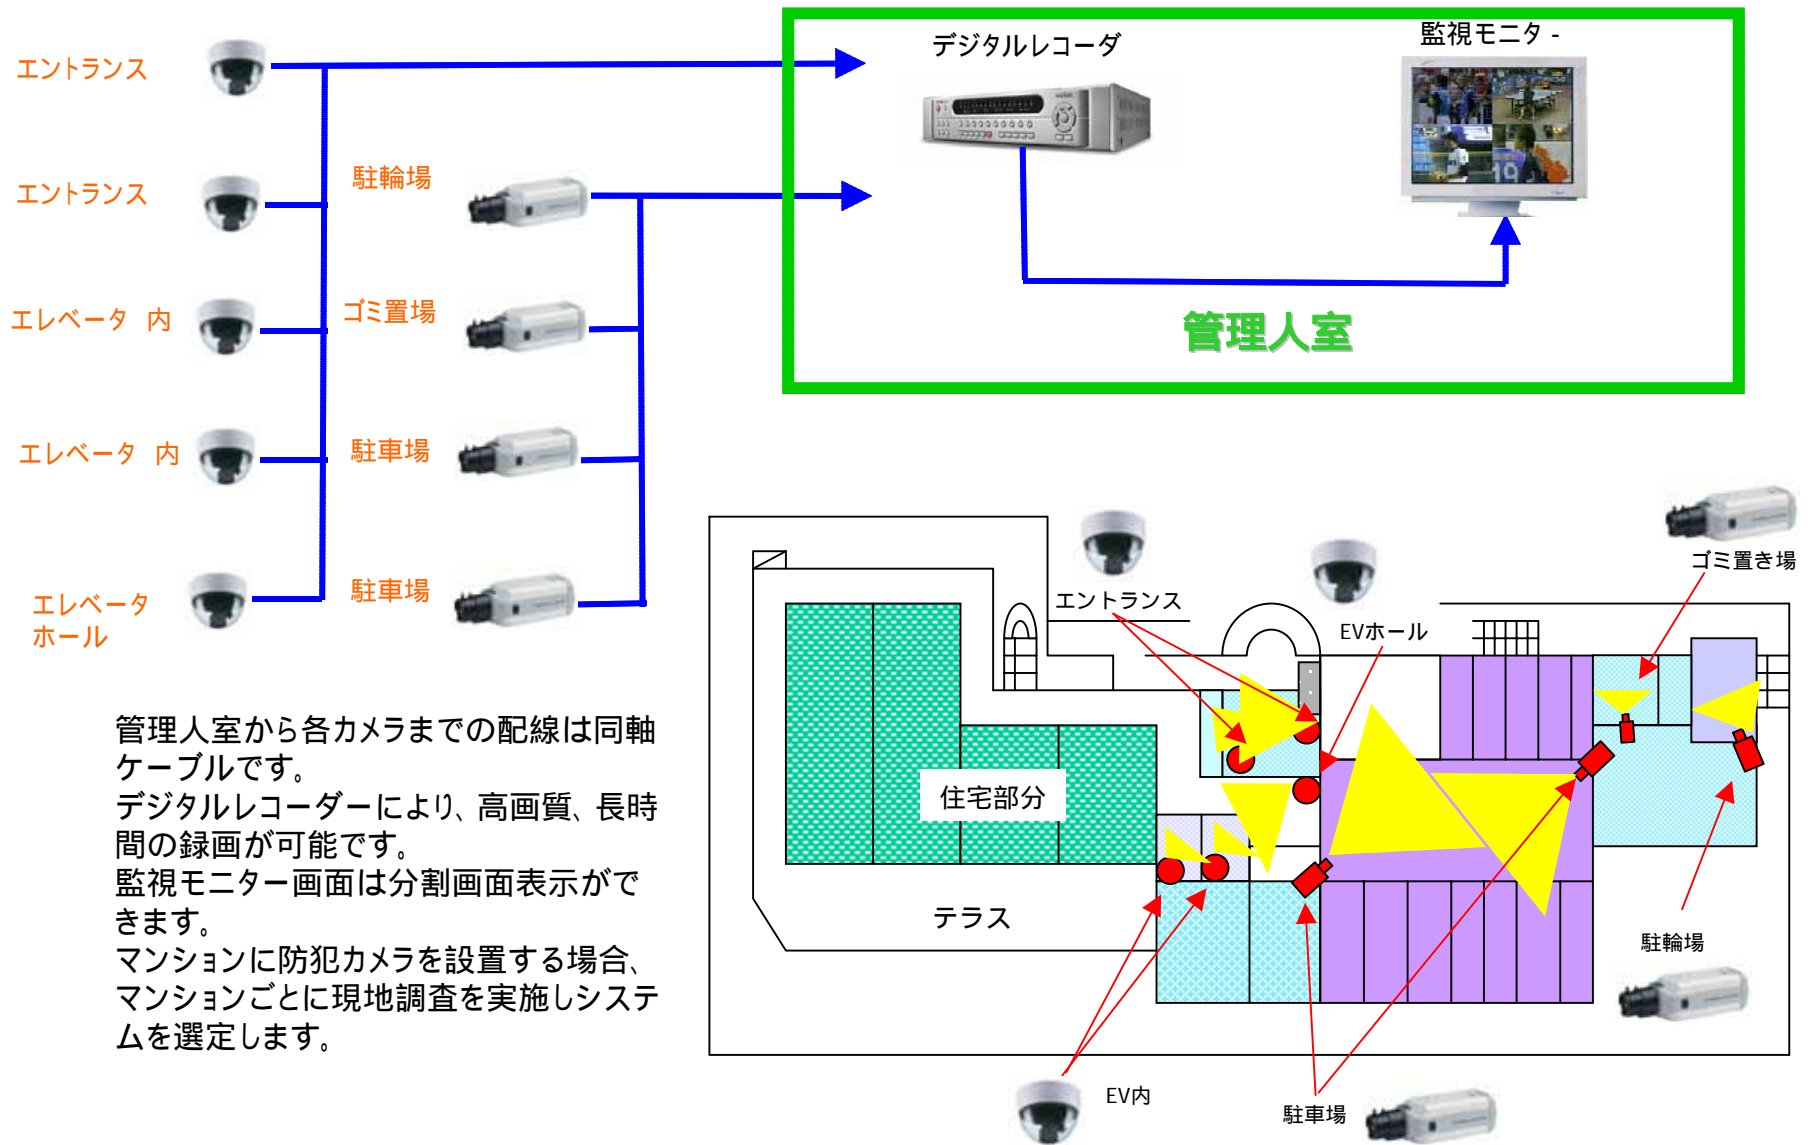 エントランス
エントランス
エレベータ 内
エレベータ 内
エレベータ
ホール
駐輪場
ゴミ置場
駐車場
駐車場
デジタルレコーダ
監視モニタ -
管理人室
管理人室から各カメラまでの配線は同軸
ケーブルです。
デジタルレコーダーにより、高画質、長時
間の録画が可能です。
監視モニター画面は分割画面表示がで
きます。
マンションに防犯カメラを設置する場合、
マンションごとに現地調査を実施しシステ
ムを選定します。
エントランス
EVホール
ゴミ置き場
住宅部分
テラス
駐輪場
EV内
駐車場
19